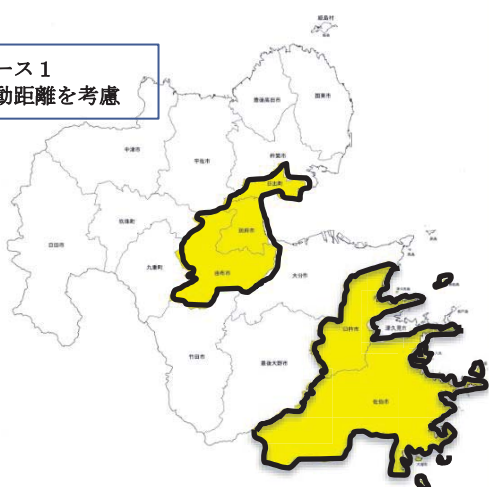 姫島村
ース１
動距離を考慮
豊後高田市
国東市
中津市
宇佐市
杵築市
日出町
玖珠町
別府市
日田市
九重町
由布市
大分市
臼杵市
津久見市
竹田市
豊後大野市
佐伯市